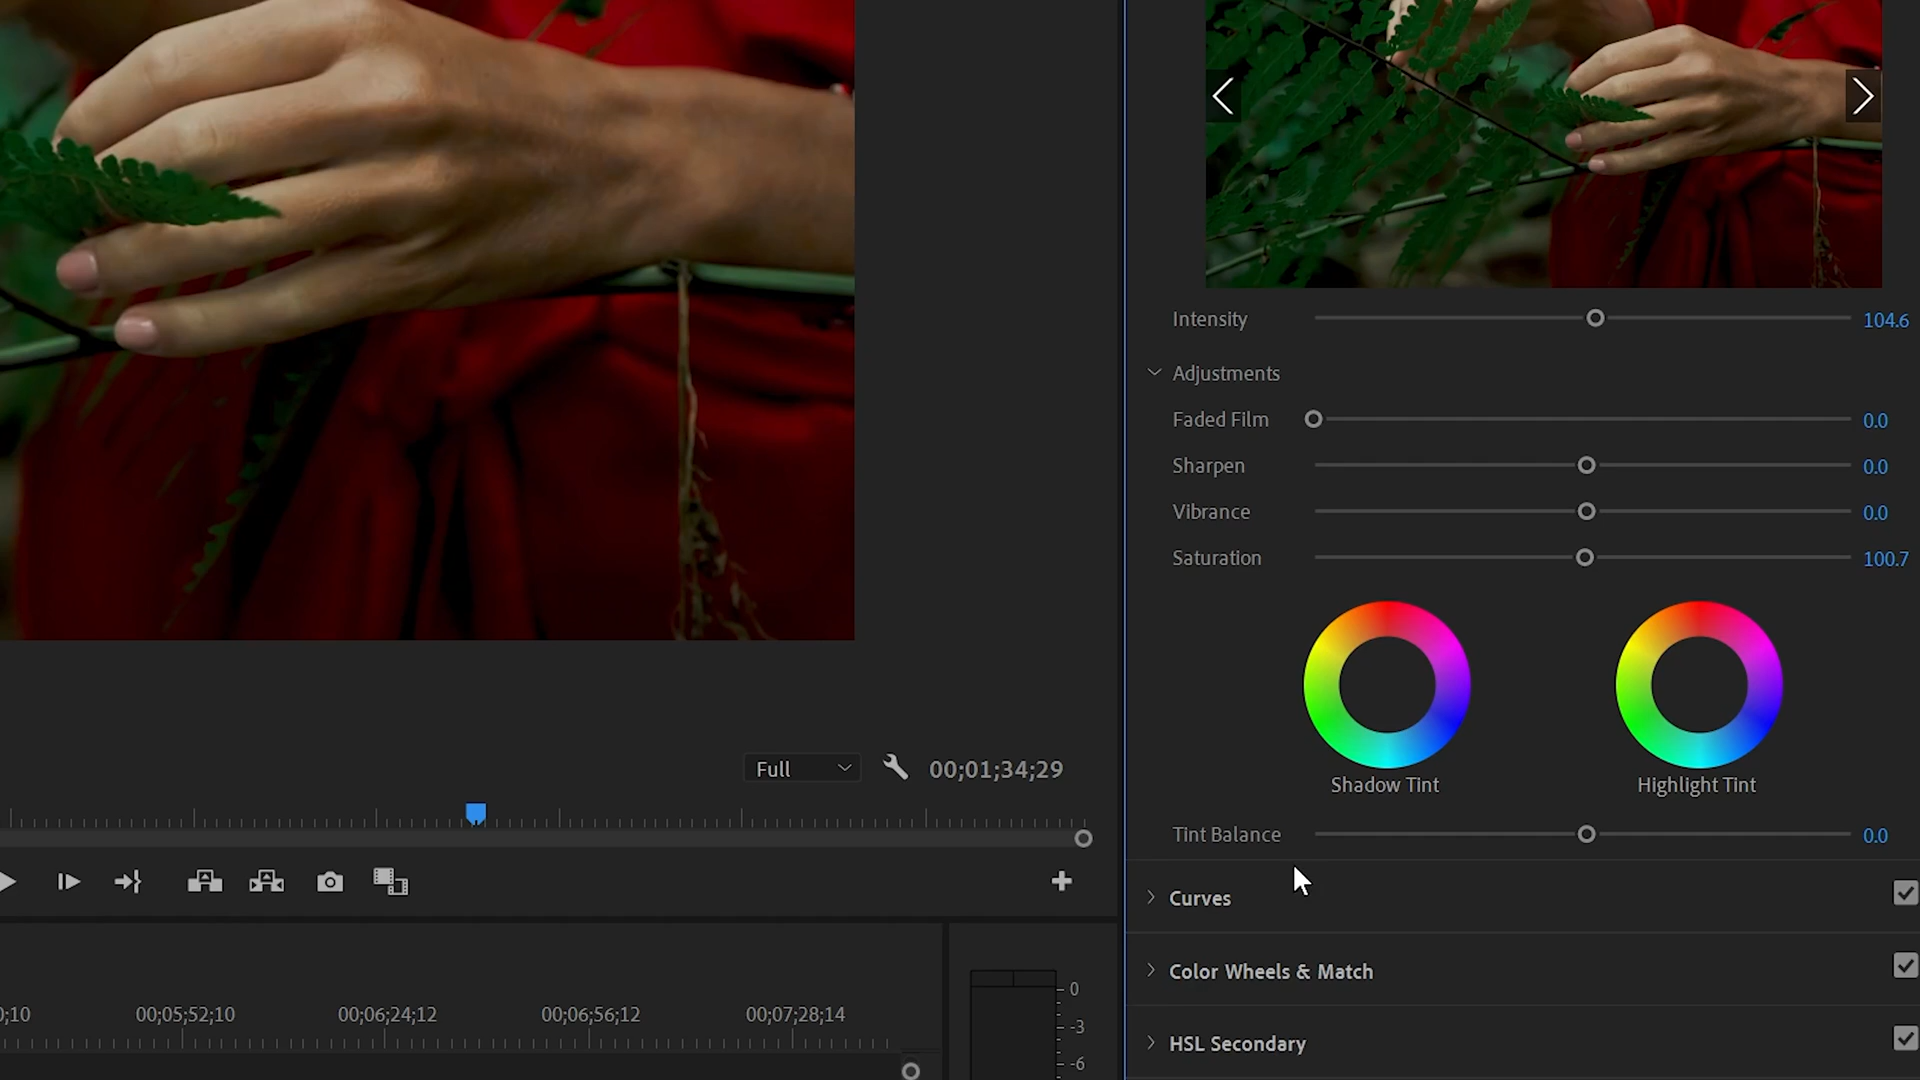 Intensity 104.6
Adjustments
Faded Film 0.0
Sharpen 0.0
Vibrance 0.0
Saturation 100.7
Shadow Tint Highlight Tint
Tint Balance 0.0
Full 00;01;34;29
Curves
Color Wheels & Match
HSL Secondary
0;10 00;05;52;10 00;06;24;12 00;06;56;12 00;07;28;14
0
-3
-6